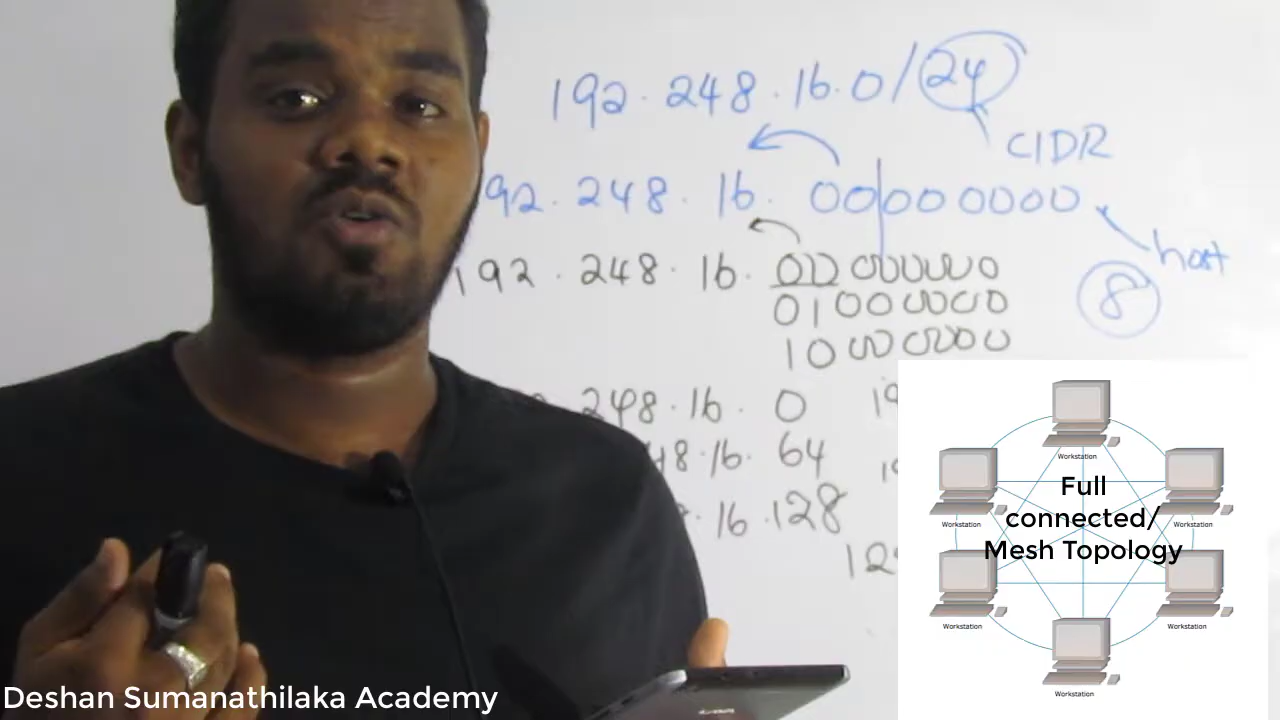 192.248.16.0/24
CIDR
92.248.16.00000000
host
8
192.248.16.00000000
01000000
10000000
248.16.0
19
48.16.64
19
.16.128
Workstation
Workstation
Workstation
Full
connected/
Mesh Topology
Workstation
Workstation
Workstation
Deshan Sumanathilaka Academy